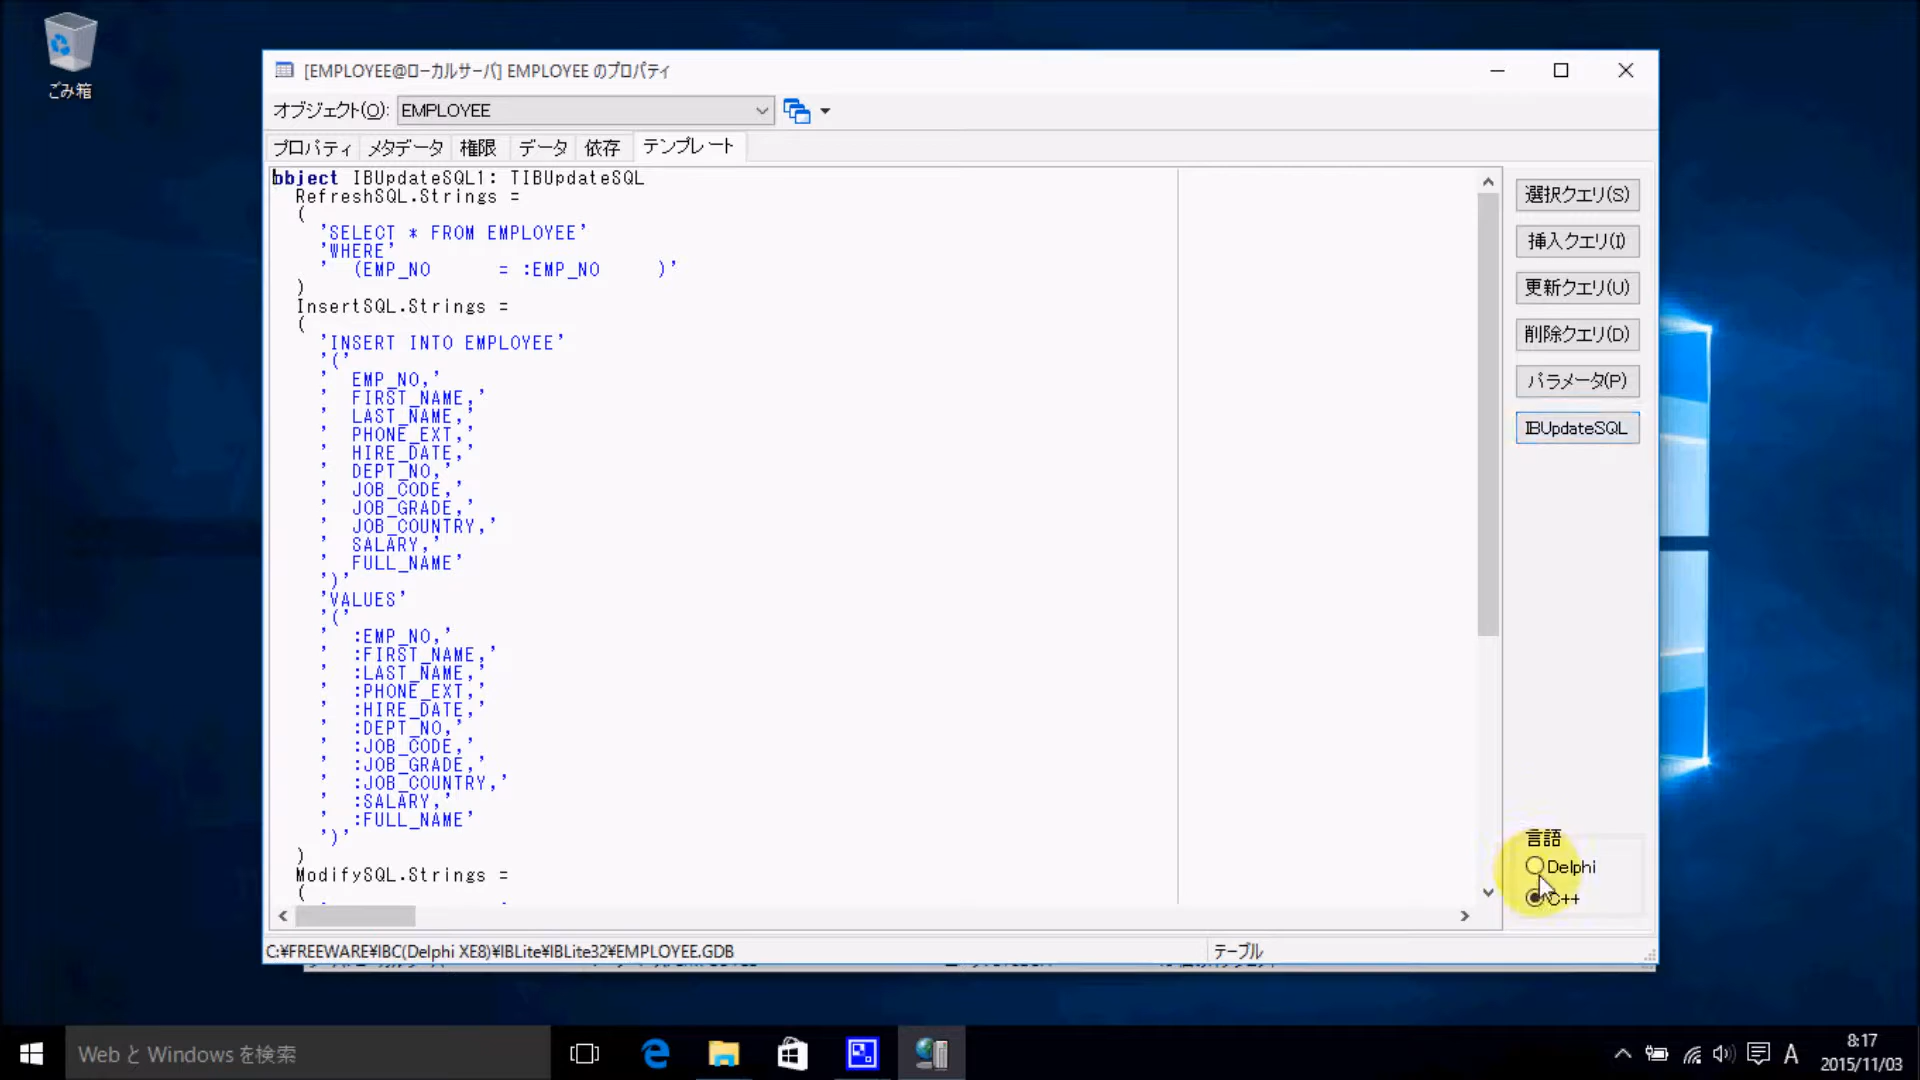 ごみ箱
[EMPLOYEE@ローカルサーバ] EMPLOYEE のプロパティ
オブジェクト(O): EMPLOYEE
プロパティ メタデータ 権限 データ 依存 テンプレート
object IBUpdateSQL1: TIBUpdateSQL
RefreshSQL.Strings =
(
'SELECT * FROM EMPLOYEE'
'WHERE'
' (EMP_NO = :EMP_NO )'
)
InsertSQL.Strings =
(
'INSERT INTO EMPLOYEE'
'('
' EMP_NO,'
' FIRST_NAME,'
' LAST_NAME,'
' PHONE_EXT,'
' HIRE_DATE,'
' DEPT_NO,'
' JOB_CODE,'
' JOB_GRADE,'
' JOB_COUNTRY,'
' SALARY,'
' FULL_NAME'
')'
'VALUES'
'('
' :EMP_NO,'
' :FIRST_NAME,'
' :LAST_NAME,'
' :PHONE_EXT,'
' :HIRE_DATE,'
' :DEPT_NO,'
' :JOB_CODE,'
' :JOB_GRADE,'
' :JOB_COUNTRY,'
' :SALARY,'
' :FULL_NAME'
')'
)
ModifySQL.Strings =
(
選択クエリ(S)
挿入クエリ(I)
更新クエリ(U)
削除クエリ(D)
パラメータ(P)
IBUpdateSQL
言語
Delphi
C++
C:¥FREEWARE¥IBC(Delphi XE8)¥IBLite¥IBLite32¥EMPLOYEE.GDB
テーブル
Web と Windows を検索
A
8:17
2015/11/03